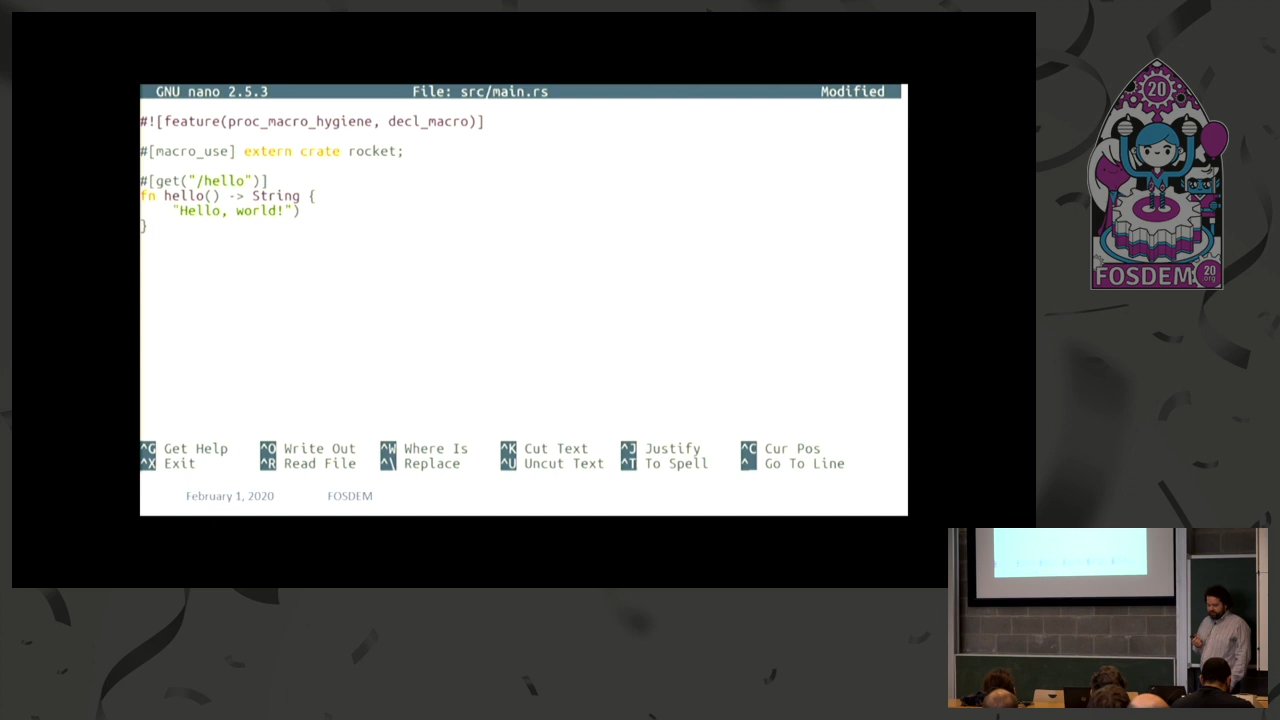 GNU nano 2.5.3 File: src/main.rs Modified
#![feature(proc_macro_hygiene, decl_macro)]
#[macro_use] extern crate rocket;
#[get("/hello")]
fn hello() -> String {
"Hello, world!")
}
^G Get Help ^O Write Out ^W Where Is ^K Cut Text ^J Justify ^C Cur Pos
^X Exit ^R Read File ^\ Replace ^U Uncut Text ^T To Spell ^ Go To Line
February 1, 2020 FOSDEM
20
FOSDEM 20 .org